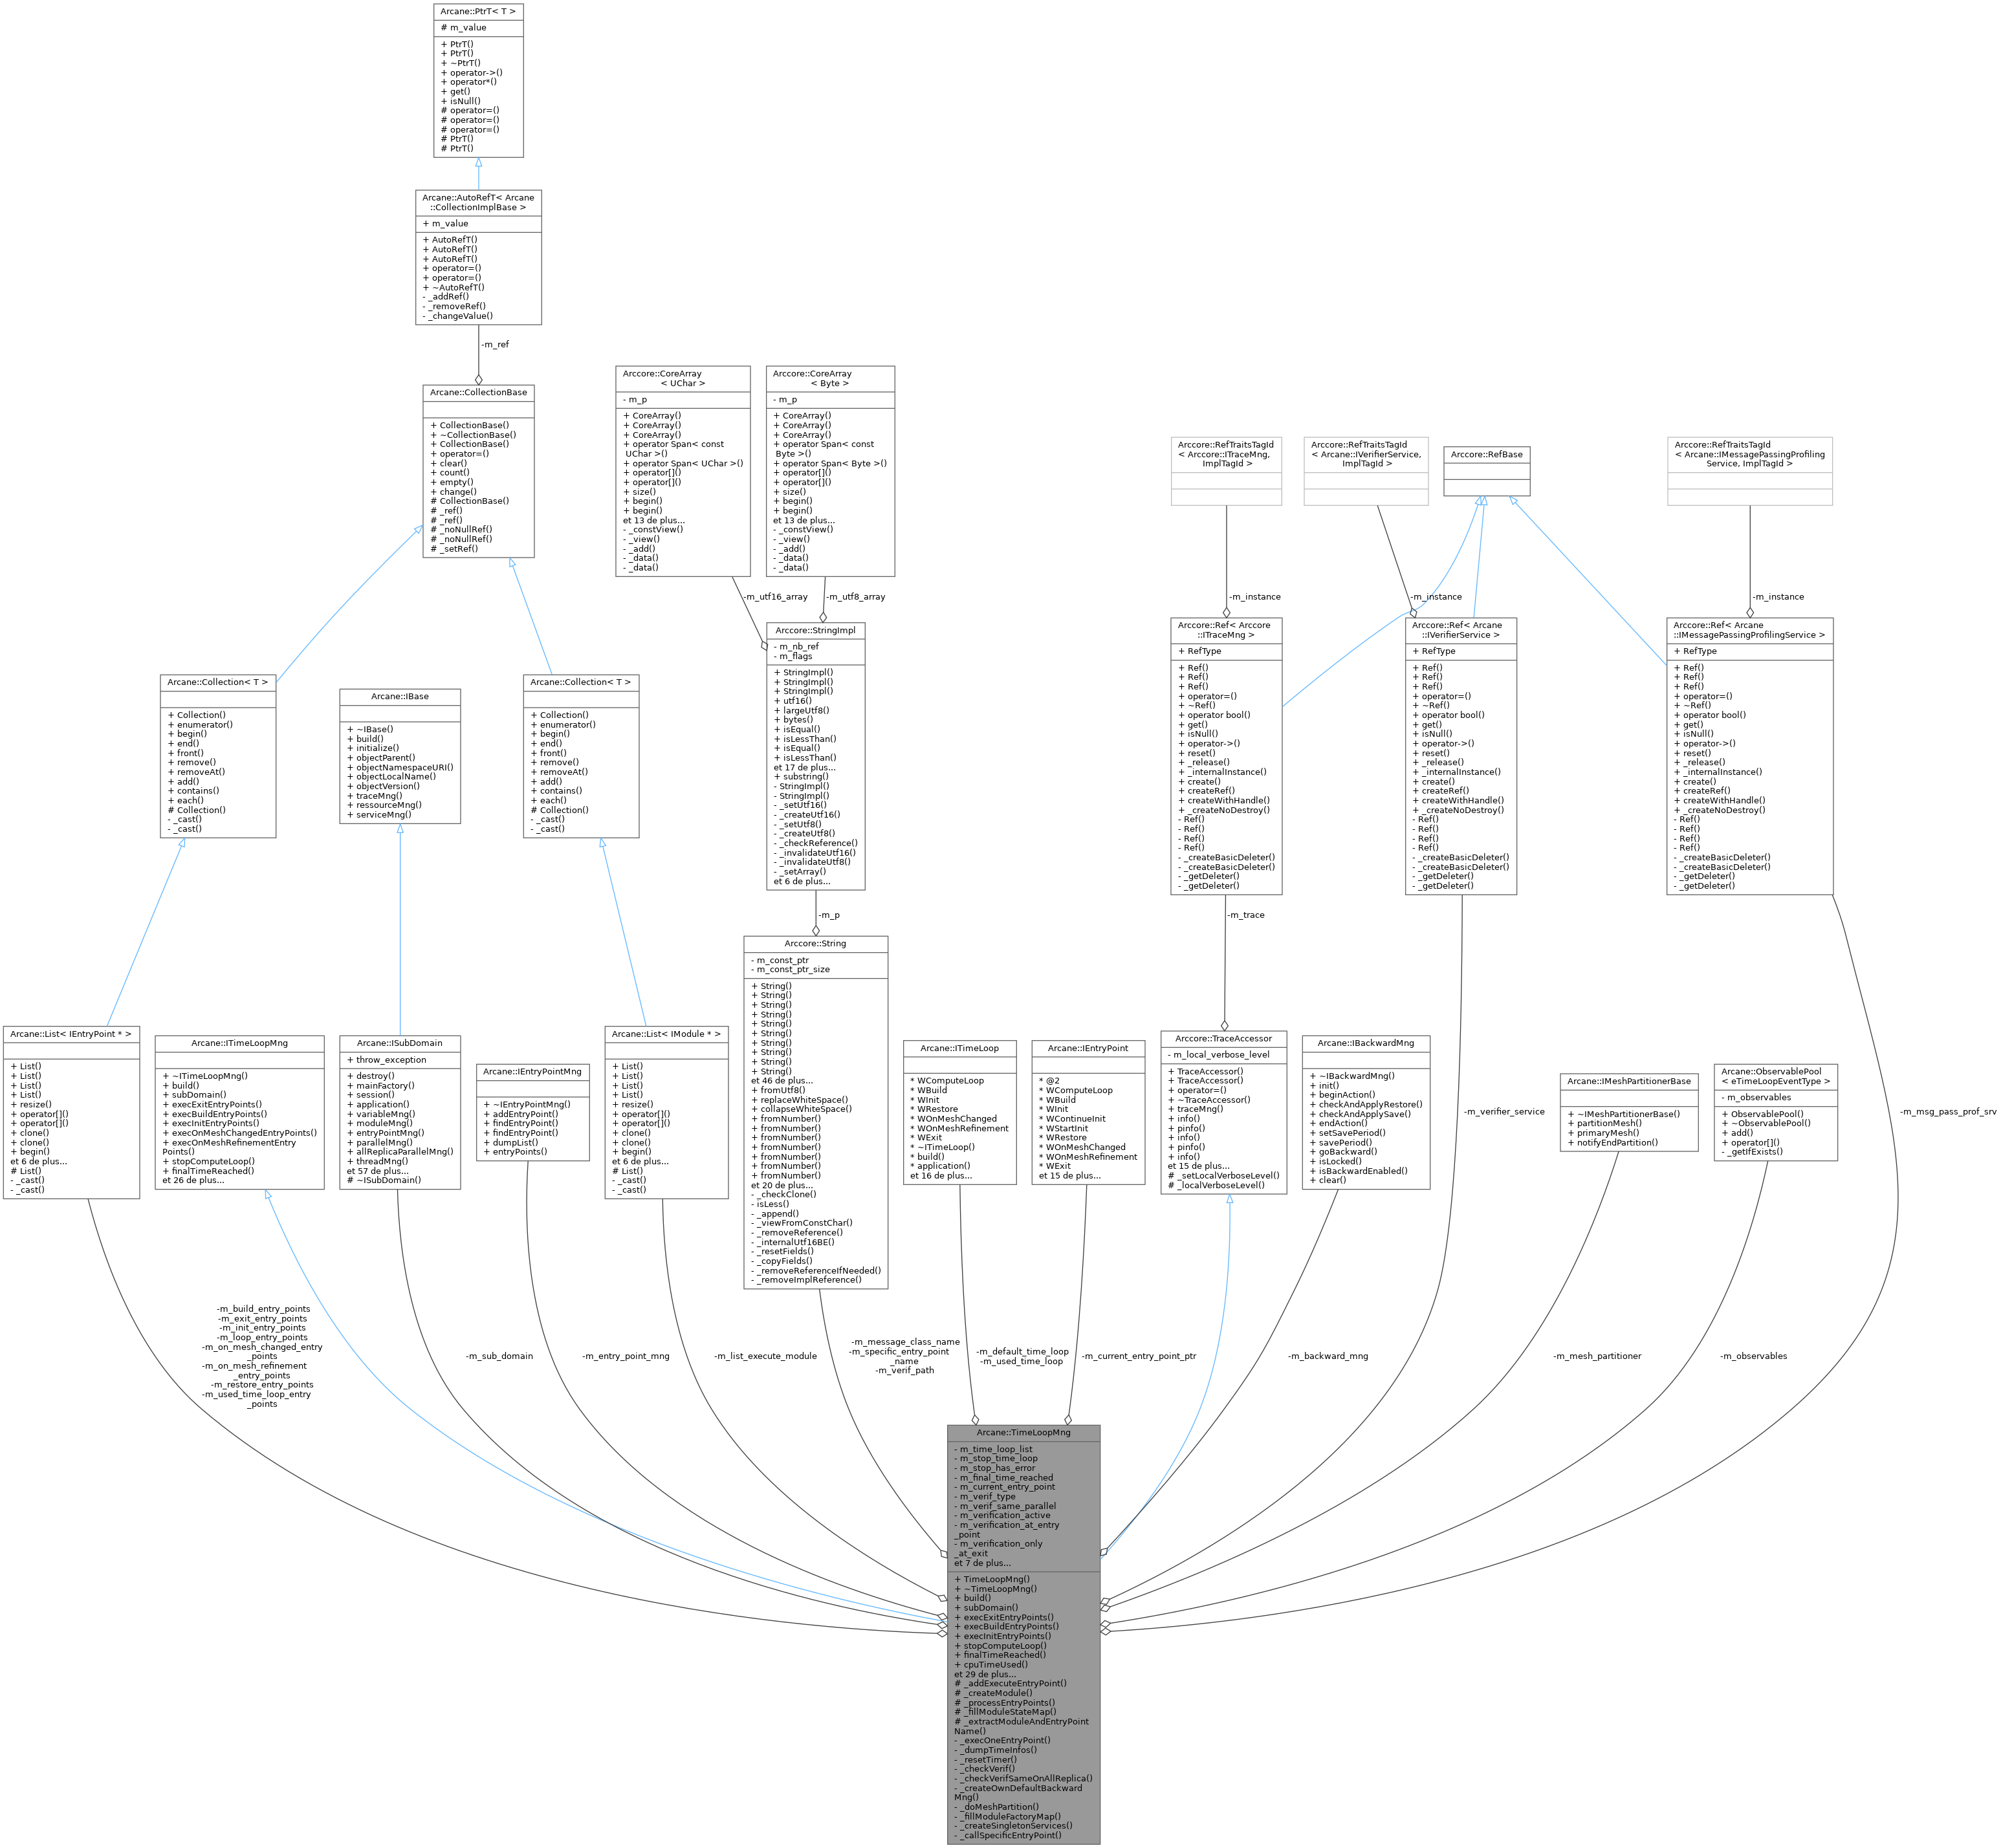 Arcane::PtrT< T >
# m_value
+ PtrT()
+ PtrT()
+ ~PtrT()
+ operator->()
+ operator*()
+ get()
+ isNull()
# operator=()
# operator=()
# operator=()
# PtrT()
# PtrT()
Arcane::AutoRefT< Arcane
::CollectionImplBase >
+ m_value
+ AutoRefT()
+ AutoRefT()
+ AutoRefT()
+ operator=()
+ operator=()
+ ~AutoRefT()
- _addRef()
- _removeRef()
- _changeValue()
-m_ref
Arcane::CollectionBase
+ CollectionBase()
+ ~CollectionBase()
+ CollectionBase()
+ operator=()
+ clear()
+ count()
+ empty()
+ change()
# CollectionBase()
# _ref()
# _ref()
# _noNullRef()
# _noNullRef()
# _setRef()
Arccore::CoreArray
< UChar >
- m_p
+ CoreArray()
+ CoreArray()
+ CoreArray()
+ operator Span< const
UChar >()
+ operator Span< UChar >()
+ operator[]()
+ operator[]()
+ size()
+ begin()
+ begin()
et 13 de plus...
- _constView()
- _view()
- _add()
- _data()
- _data()
Arccore::CoreArray
< Byte >
- m_p
+ CoreArray()
+ CoreArray()
+ CoreArray()
+ operator Span< const
Byte >()
+ operator Span< Byte >()
+ operator[]()
+ operator[]()
+ size()
+ begin()
+ begin()
et 13 de plus...
- _constView()
- _view()
- _add()
- _data()
- _data()
Arccore::RefTraitsTagId
< Arccore::ITraceMng,
ImplTagId >
Arccore::RefTraitsTagId
< Arcane::IVerifierService,
ImplTagId >
Arccore::RefBase
Arccore::RefTraitsTagId
< Arcane::IMessagePassingProfiling
Service, ImplTagId >
-m_utf16_array
-m_utf8_array
-m_instance
-m_instance
-m_instance
Arccore::StringImpl
- m_nb_ref
- m_flags
+ StringImpl()
+ StringImpl()
+ StringImpl()
+ utf16()
+ largeUtf8()
+ bytes()
+ isEqual()
+ isLessThan()
+ isEqual()
+ isLessThan()
et 17 de plus...
+ substring()
- StringImpl()
- StringImpl()
- _setUtf16()
- _createUtf16()
- _setUtf8()
- _createUtf8()
- _checkReference()
- _invalidateUtf16()
- _invalidateUtf8()
- _setArray()
et 6 de plus...
Arccore::Ref< Arccore
::ITraceMng >
+ RefType
+ Ref()
+ Ref()
+ Ref()
+ operator=()
+ ~Ref()
+ operator bool()
+ get()
+ isNull()
+ operator->()
+ reset()
+ _release()
+ _internalInstance()
+ create()
+ createRef()
+ createWithHandle()
+ _createNoDestroy()
- Ref()
- Ref()
- Ref()
- Ref()
- _createBasicDeleter()
- _createBasicDeleter()
- _getDeleter()
- _getDeleter()
Arccore::Ref< Arcane
::IVerifierService >
+ RefType
+ Ref()
+ Ref()
+ Ref()
+ operator=()
+ ~Ref()
+ operator bool()
+ get()
+ isNull()
+ operator->()
+ reset()
+ _release()
+ _internalInstance()
+ create()
+ createRef()
+ createWithHandle()
+ _createNoDestroy()
- Ref()
- Ref()
- Ref()
- Ref()
- _createBasicDeleter()
- _createBasicDeleter()
- _getDeleter()
- _getDeleter()
Arccore::Ref< Arcane
::IMessagePassingProfilingService >
+ RefType
+ Ref()
+ Ref()
+ Ref()
+ operator=()
+ ~Ref()
+ operator bool()
+ get()
+ isNull()
+ operator->()
+ reset()
+ _release()
+ _internalInstance()
+ create()
+ createRef()
+ createWithHandle()
+ _createNoDestroy()
- Ref()
- Ref()
- Ref()
- Ref()
- _createBasicDeleter()
- _createBasicDeleter()
- _getDeleter()
- _getDeleter()
Arcane::Collection< T >
+ Collection()
+ enumerator()
+ begin()
+ end()
+ front()
+ remove()
+ removeAt()
+ add()
+ contains()
+ each()
# Collection()
- _cast()
- _cast()
Arcane::IBase
+ ~IBase()
+ build()
+ initialize()
+ objectParent()
+ objectNamespaceURI()
+ objectLocalName()
+ objectVersion()
+ traceMng()
+ ressourceMng()
+ serviceMng()
Arcane::Collection< T >
+ Collection()
+ enumerator()
+ begin()
+ end()
+ front()
+ remove()
+ removeAt()
+ add()
+ contains()
+ each()
# Collection()
- _cast()
- _cast()
-m_p
-m_trace
Arcane::List< IEntryPoint * >
+ List()
+ List()
+ List()
+ List()
+ resize()
+ operator[]()
+ operator[]()
+ clone()
+ clone()
+ begin()
et 6 de plus...
# List()
- _cast()
- _cast()
Arcane::ITimeLoopMng
+ ~ITimeLoopMng()
+ build()
+ subDomain()
+ execExitEntryPoints()
+ execBuildEntryPoints()
+ execInitEntryPoints()
+ execOnMeshChangedEntryPoints()
+ execOnMeshRefinementEntry
Points()
+ stopComputeLoop()
+ finalTimeReached()
et 26 de plus...
Arcane::ISubDomain
+ throw_exception
+ destroy()
+ mainFactory()
+ session()
+ application()
+ variableMng()
+ moduleMng()
+ entryPointMng()
+ parallelMng()
+ allReplicaParallelMng()
+ threadMng()
et 57 de plus...
# ~ISubDomain()
Arcane::IEntryPointMng
+ ~IEntryPointMng()
+ addEntryPoint()
+ findEntryPoint()
+ findEntryPoint()
+ dumpList()
+ entryPoints()
Arcane::List< IModule * >
+ List()
+ List()
+ List()
+ List()
+ resize()
+ operator[]()
+ operator[]()
+ clone()
+ clone()
+ begin()
et 6 de plus...
# List()
- _cast()
- _cast()
Arccore::String
- m_const_ptr
- m_const_ptr_size
+ String()
+ String()
+ String()
+ String()
+ String()
+ String()
+ String()
+ String()
+ String()
+ String()
et 46 de plus...
+ fromUtf8()
+ replaceWhiteSpace()
+ collapseWhiteSpace()
+ fromNumber()
+ fromNumber()
+ fromNumber()
+ fromNumber()
+ fromNumber()
+ fromNumber()
+ fromNumber()
et 20 de plus...
- _checkClone()
- isLess()
- _append()
- _viewFromConstChar()
- _removeReference()
- _internalUtf16BE()
- _resetFields()
- _copyFields()
- _removeReferenceIfNeeded()
- _removeImplReference()
Arcane::ITimeLoop
* WComputeLoop
* WBuild
* WInit
* WRestore
* WOnMeshChanged
* WOnMeshRefinement
* WExit
* ~ITimeLoop()
* build()
* application()
et 16 de plus...
Arcane::IEntryPoint
* @2
* WComputeLoop
* WBuild
* WInit
* WContinueInit
* WStartInit
* WRestore
* WOnMeshChanged
* WOnMeshRefinement
* WExit
et 15 de plus...
Arccore::TraceAccessor
- m_local_verbose_level
+ TraceAccessor()
+ TraceAccessor()
+ operator=()
+ ~TraceAccessor()
+ traceMng()
+ info()
+ pinfo()
+ info()
+ pinfo()
+ info()
et 15 de plus...
# _setLocalVerboseLevel()
# _localVerboseLevel()
Arcane::IBackwardMng
+ ~IBackwardMng()
+ init()
+ beginAction()
+ checkAndApplyRestore()
+ checkAndApplySave()
+ endAction()
+ setSavePeriod()
+ savePeriod()
+ goBackward()
+ isLocked()
+ isBackwardEnabled()
+ clear()
Arcane::IMeshPartitionerBase
+ ~IMeshPartitionerBase()
+ partitionMesh()
+ primaryMesh()
+ notifyEndPartition()
Arcane::ObservablePool
< eTimeLoopEventType >
- m_observables
+ ObservablePool()
+ ~ObservablePool()
+ add()
+ operator[]()
- _getIfExists()
-m_verifier_service
-m_msg_pass_prof_srv
-m_build_entry_points
-m_exit_entry_points
-m_init_entry_points
-m_loop_entry_points
-m_on_mesh_changed_entry
_points
-m_on_mesh_refinement
_entry_points
-m_restore_entry_points
-m_used_time_loop_entry
_points
-m_sub_domain
-m_entry_point_mng
-m_list_execute_module
-m_message_class_name
-m_specific_entry_point
_name
-m_verif_path
-m_default_time_loop
-m_used_time_loop
-m_current_entry_point_ptr
-m_backward_mng
-m_mesh_partitioner
-m_observables
Arcane::TimeLoopMng
- m_time_loop_list
- m_stop_time_loop
- m_stop_has_error
- m_final_time_reached
- m_current_entry_point
- m_verif_type
- m_verif_same_parallel
- m_verification_active
- m_verification_at_entry
_point
- m_verification_only
_at_exit
et 7 de plus...
+ TimeLoopMng()
+ ~TimeLoopMng()
+ build()
+ subDomain()
+ execExitEntryPoints()
+ execBuildEntryPoints()
+ execInitEntryPoints()
+ stopComputeLoop()
+ finalTimeReached()
+ cpuTimeUsed()
et 29 de plus...
# _addExecuteEntryPoint()
# _createModule()
# _processEntryPoints()
# _fillModuleStateMap()
# _extractModuleAndEntryPoint
Name()
- _execOneEntryPoint()
- _dumpTimeInfos()
- _resetTimer()
- _checkVerif()
- _checkVerifSameOnAllReplica()
- _createOwnDefaultBackward
Mng()
- _doMeshPartition()
- _fillModuleFactoryMap()
- _createSingletonServices()
- _callSpecificEntryPoint()